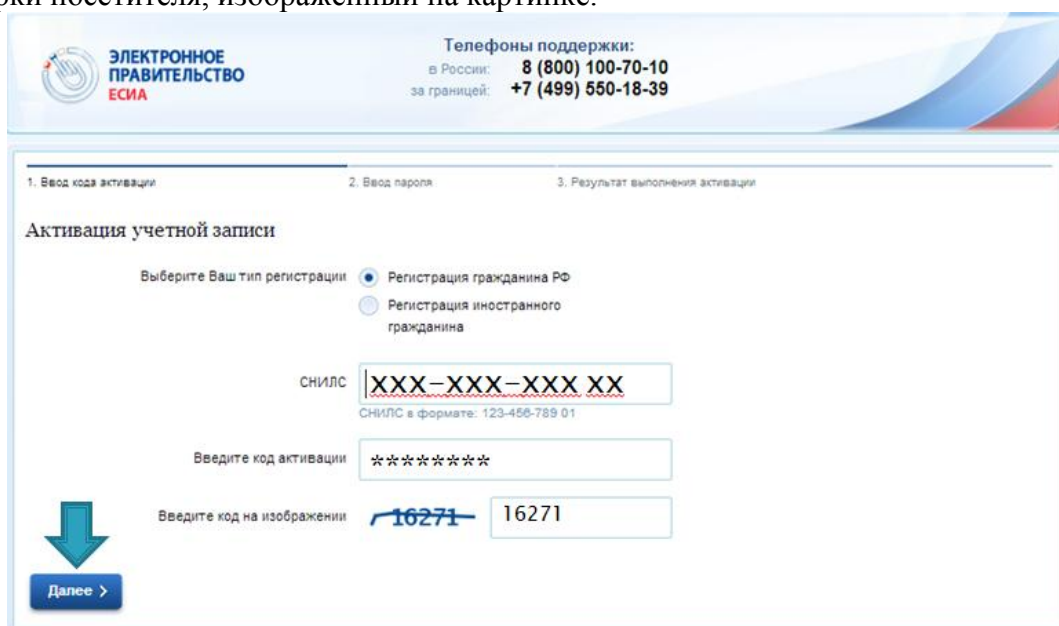 рки посетителя, изображенный на картинке.
ЭЛЕКТРОННОЕ
ПРАВИТЕЛЬСТВО
ЕСИА
Телефоны поддержки:
в России: 8 (800) 100-70-10
за границей: +7 (499) 550-18-39
1. Ввод кода активации 2. Ввод пароля 3. Результат выполнения активации
Активация учетной записи
Выберите Ваш тип регистрации Регистрация гражданина РФ
Регистрация иностранного
гражданина
СНИЛС XXX-XXX-XXX XX
СНИЛС в формате: 123-456-789 01
Введите код активации ********
Введите код на изображении 16271 16271
Далее >